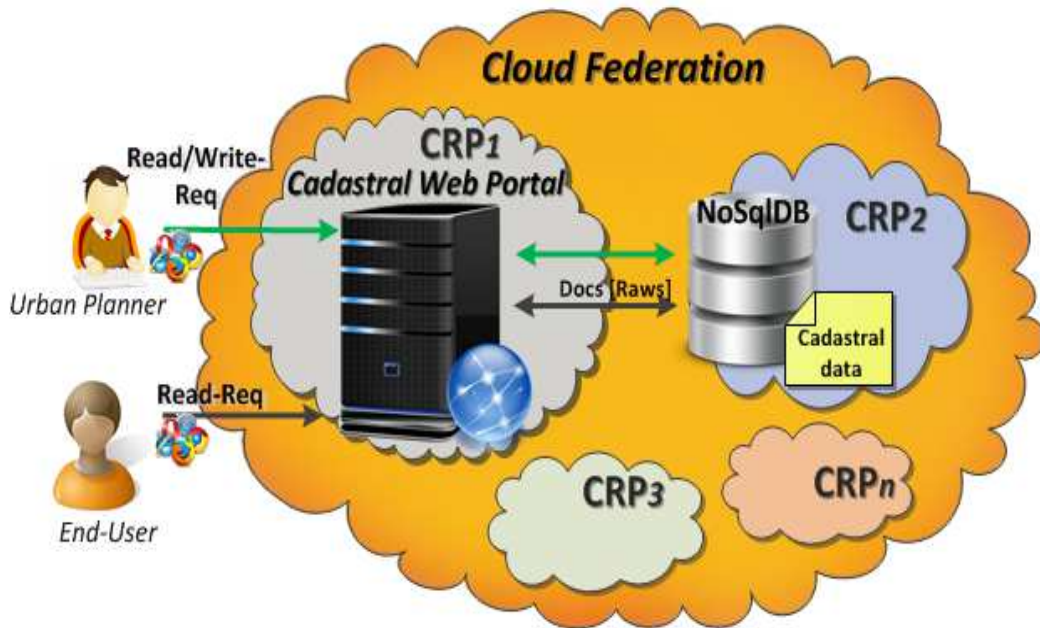 Cloud Federation
CRP1
Cadastral Web Portal
Read/Write-
Req
Urban Planner
NoSqlDB
CRP2
Docs [Raws]
Cadastral
data
Read-Req
End-User
CRP3
CRPn